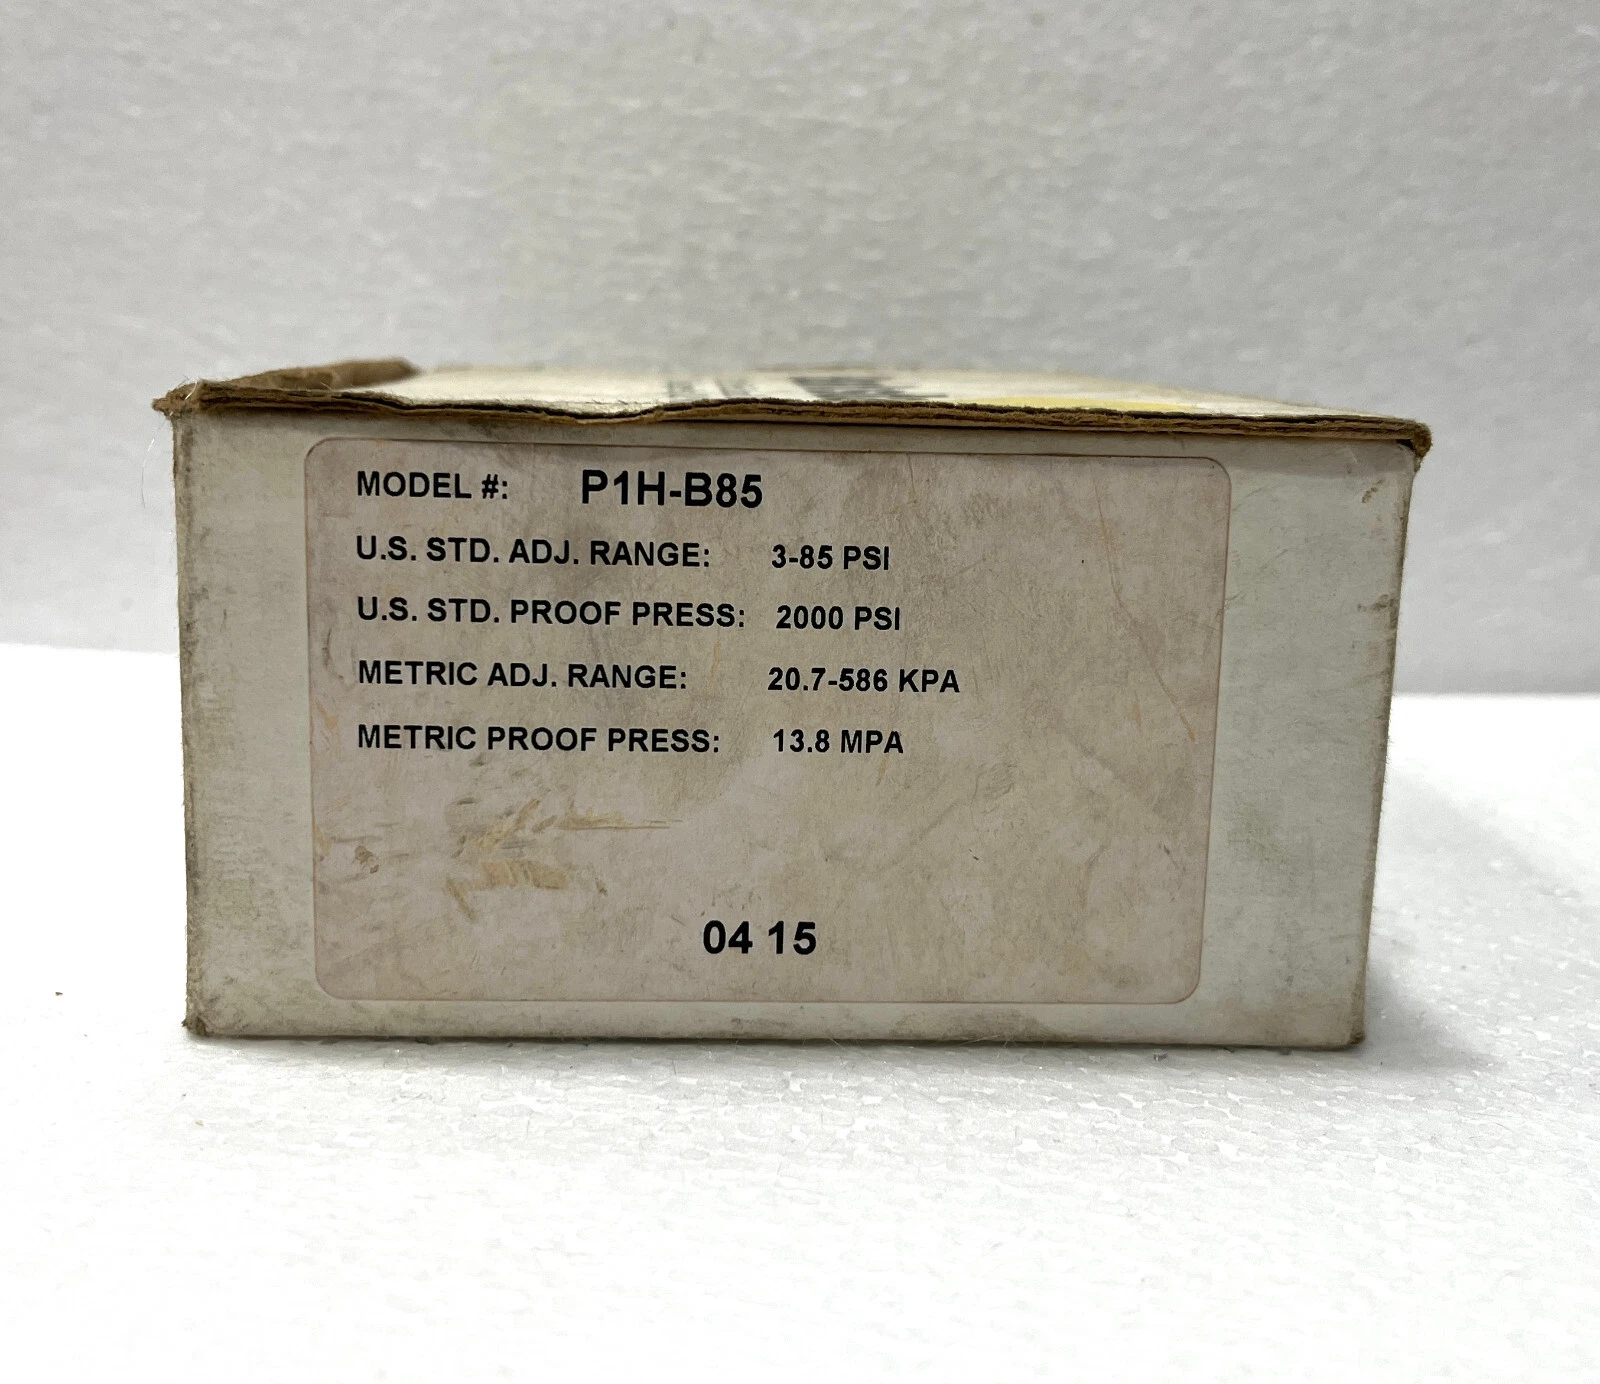 MODEL #: P1H-B85
U.S. STD. ADJ. RANGE: 3-85 PSI
U.S. STD. PROOF PRESS: 2000 PSI
METRIC ADJ. RANGE: 20.7-586 KPA
METRIC PROOF PRESS: 13.8 MPA
04 15